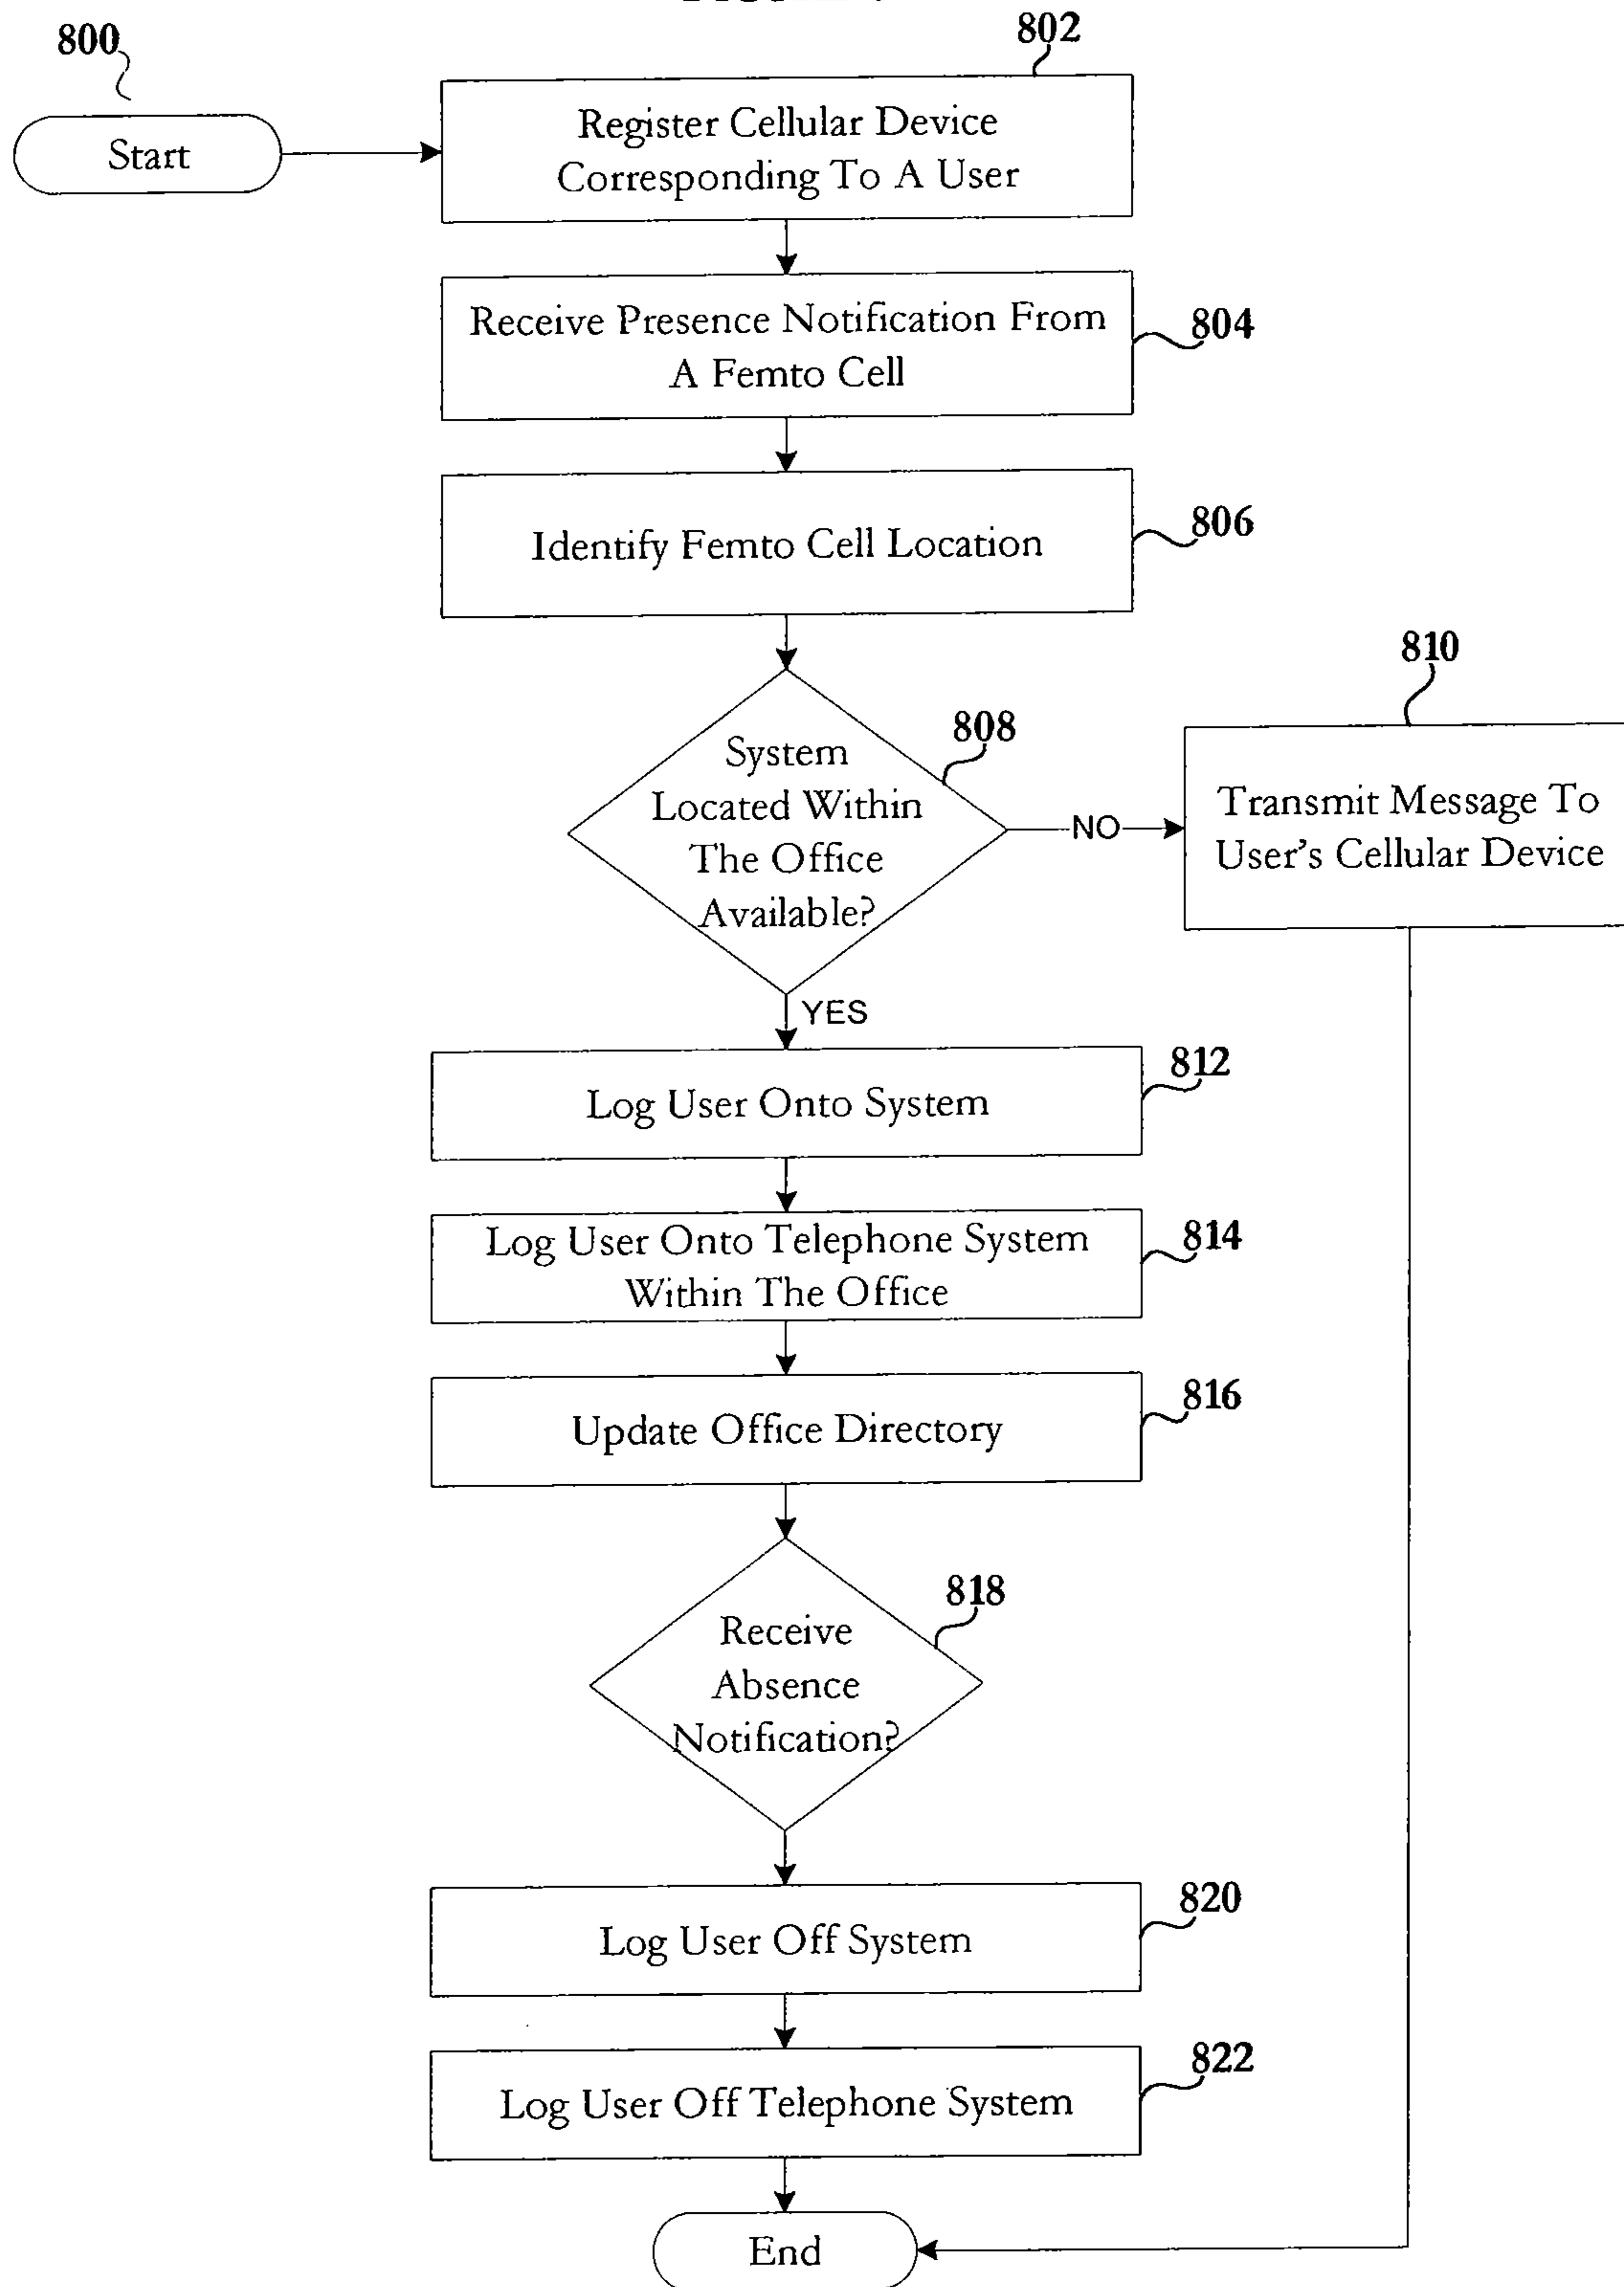 800
802
Start
Register Cellular Device
Corresponding To A User
Receive Presence Notification From
A Femto Cell
804
Identify Femto Cell Location
806
System
Located Within
The Office
Available?
808
NO
810
Transmit Message To
User's Cellular Device
YES
Log User Onto System
812
Log User Onto Telephone System
Within The Office
814
Update Office Directory
816
Receive
Absence
Notification?
818
Log User Off System
820
Log User Off Telephone System
822
End